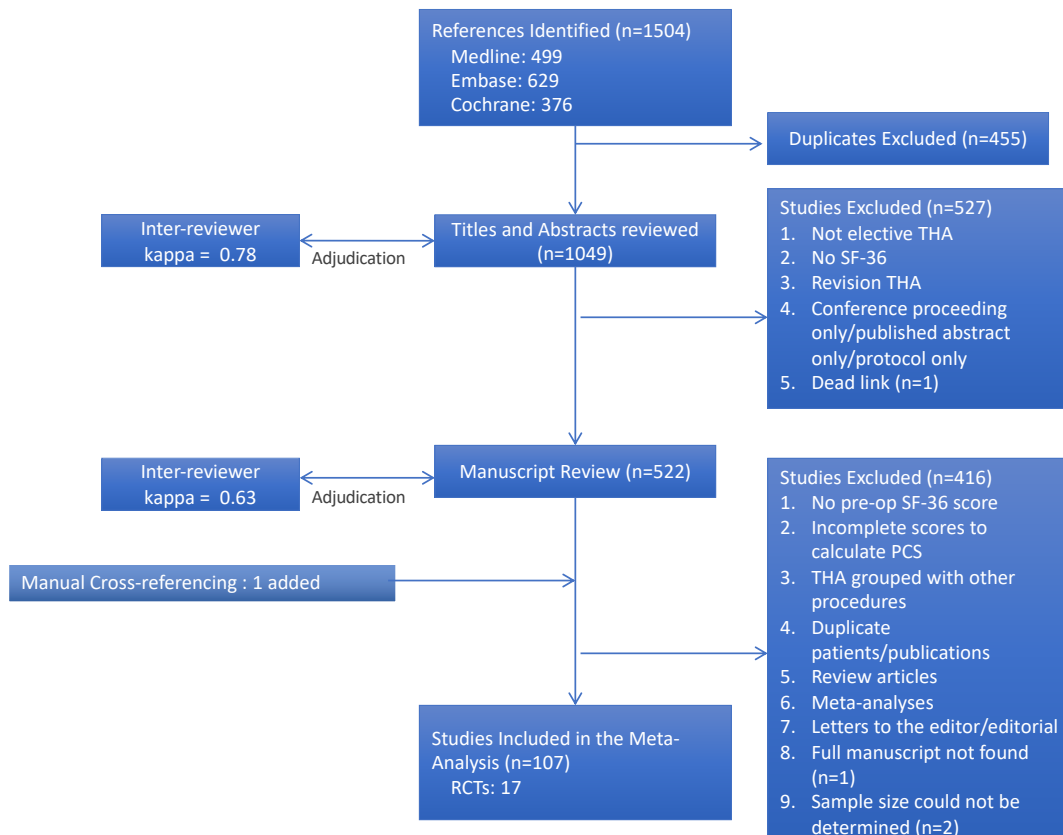 References Identified (n=1504)
Medline: 499
Embase: 629
Cochrane: 376
Duplicates Excluded (n=455)
Inter-reviewer
kappa = 0.78
Adjudication
Titles and Abstracts reviewed
(n=1049)
Studies Excluded (n=527)
1. Not elective THA
2. No SF-36
3. Revision THA
4. Conference proceeding
only/published abstract
only/protocol only
5. Dead link (n=1)
Inter-reviewer
kappa = 0.63
Adjudication
Manuscript Review (n=522)
Manual Cross-referencing : 1 added
Studies Excluded (n=416)
1. No pre-op SF-36 score
2. Incomplete scores to
calculate PCS
3. THA grouped with other
procedures
4. Duplicate
patients/publications
5. Review articles
6. Meta-analyses
7. Letters to the editor/editorial
8. Full manuscript not found
(n=1)
9. Sample size could not be
determined (n=2)
Studies Included in the Meta-
Analysis (n=107)
RCTs: 17